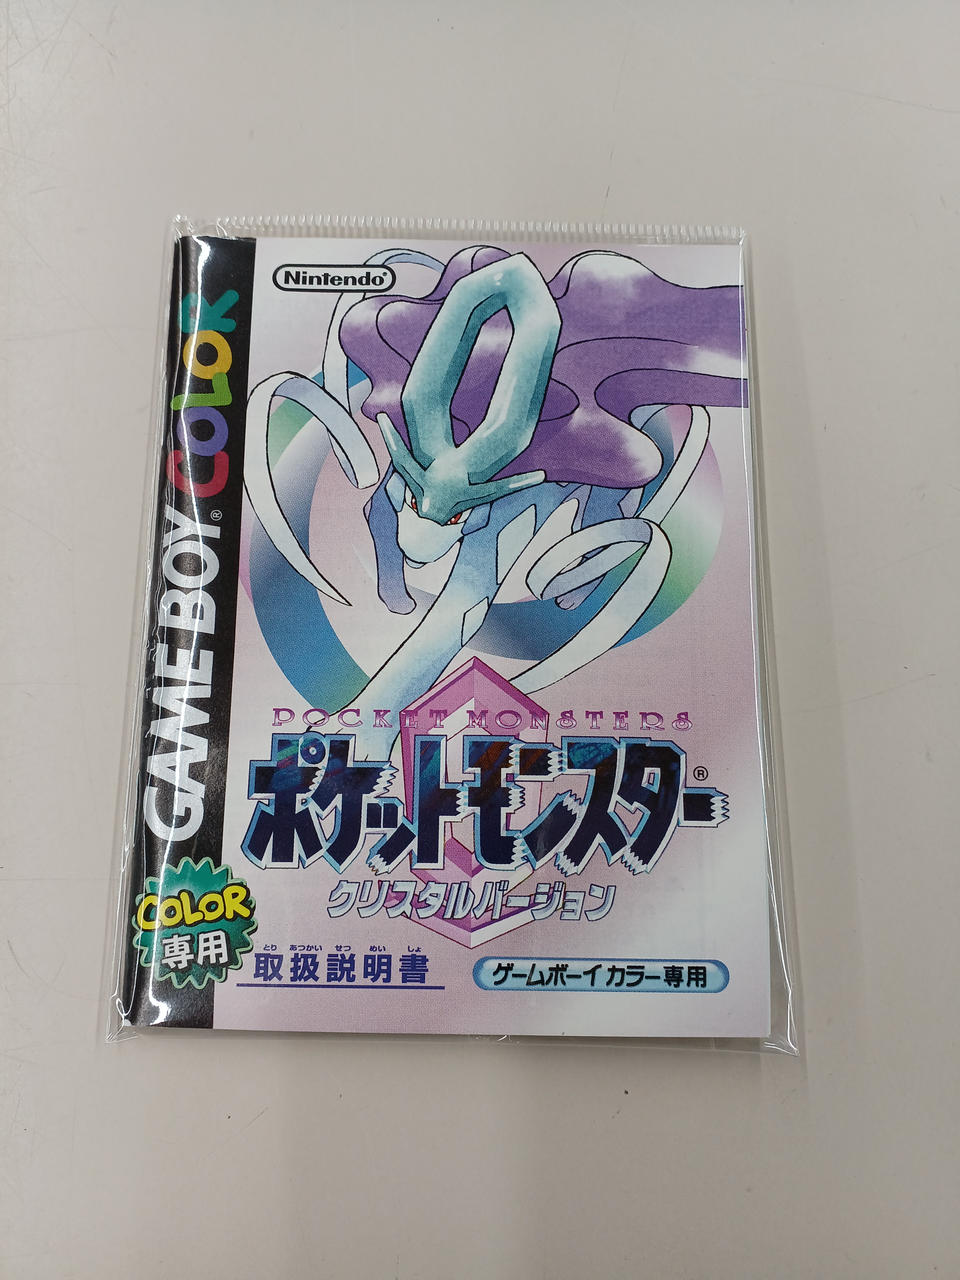 Nintendo®
GAME BOY® COLOR
POCKET MONSTERS
ポケットモンスター®
クリスタルバージョン
COLOR
専用
とり あつかい せつ めい しょ
取扱説明書
ゲームボーイカラー専用